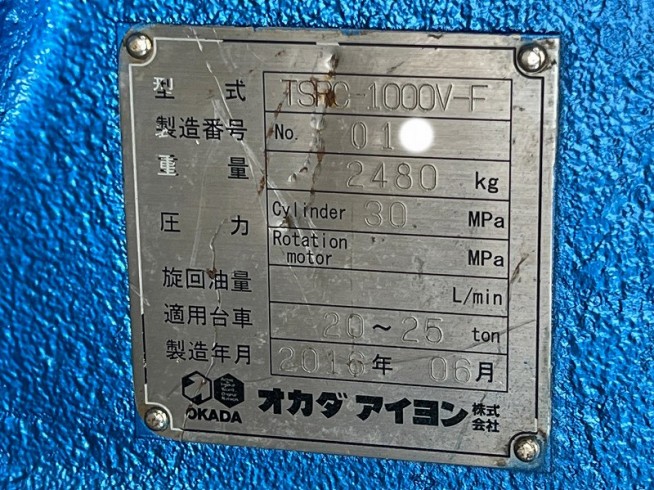 型式 TSRC-1000V-F
製造番号 No. 01
重量 2480 kg
圧力 Cylinder 30 MPa
Rotation motor MPa
旋回油量 L/min
適用台車 20~25 ton
製造年月 2016年 06月
OKADA オカダ アイヨン 株式会社